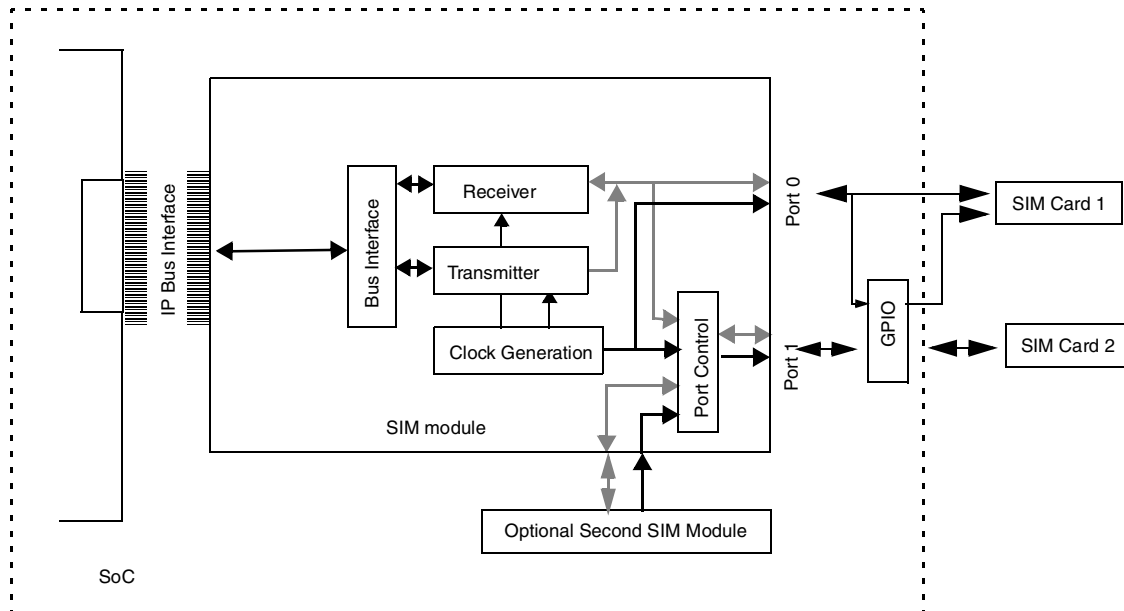 IP Bus Interface
Bus Interface
Receiver
Transmitter
Clock Generation
Port Control
Port 0
Port 1
GPIO
SIM Card 1
SIM Card 2
SIM module
Optional Second SIM Module
SoC